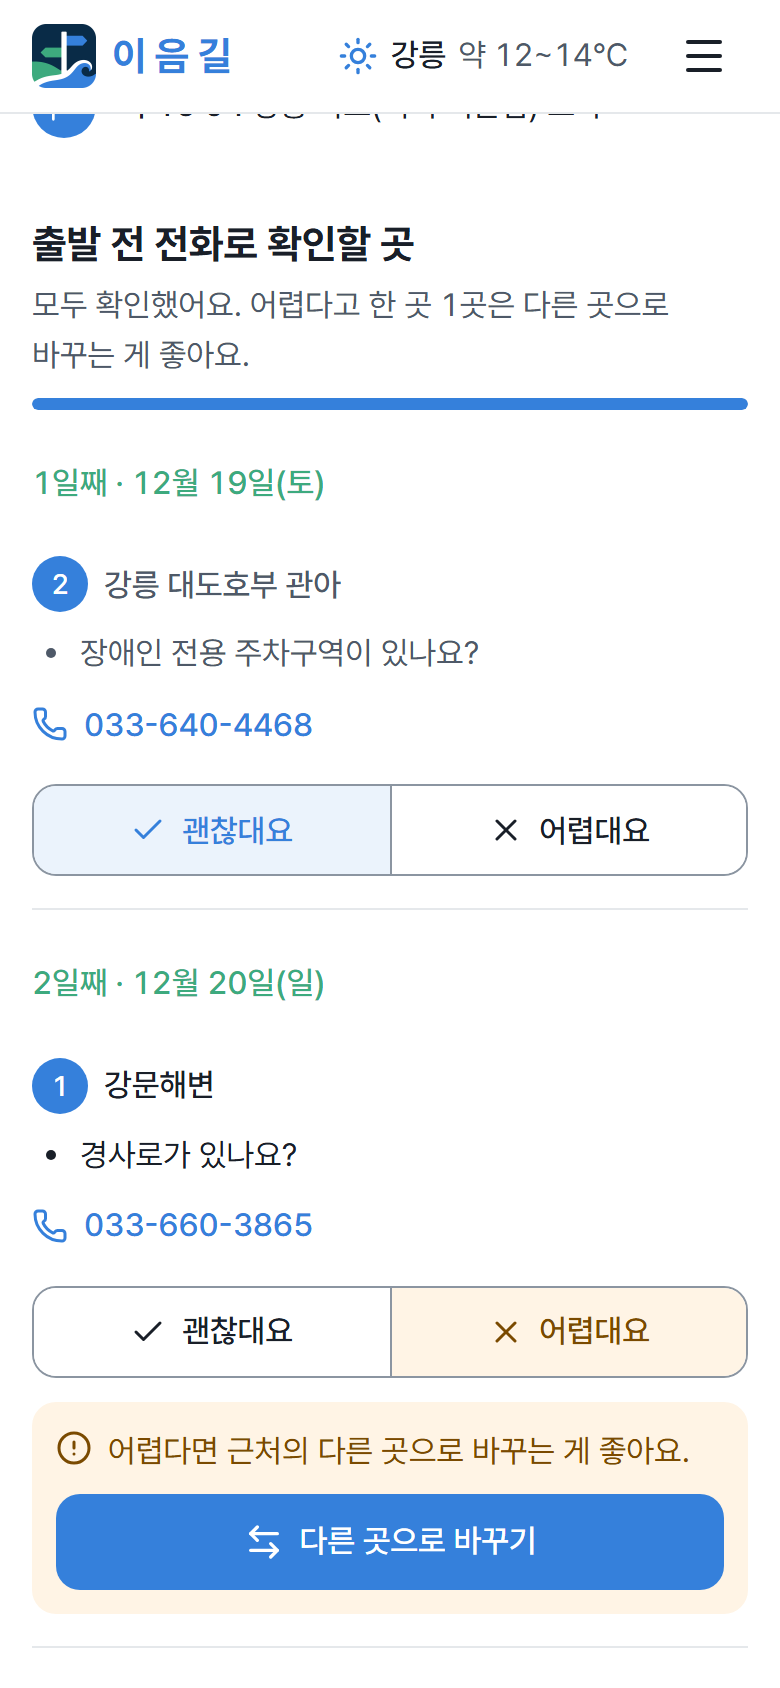 이음길
강릉 약 12~14°C
출발 전 전화로 확인할 곳
모두 확인했어요. 어렵다고 한 곳 1곳은 다른 곳으로
바꾸는 게 좋아요.
1일째 · 12월 19일(토)
2 강릉 대도호부 관아
• 장애인 전용 주차구역이 있나요?
033-640-4468
괜찮대요 어렵대요
2일째 · 12월 20일(일)
1 강문해변
• 경사로가 있나요?
033-660-3865
괜찮대요 어렵대요
어렵다면 근처의 다른 곳으로 바꾸는 게 좋아요.
다른 곳으로 바꾸기